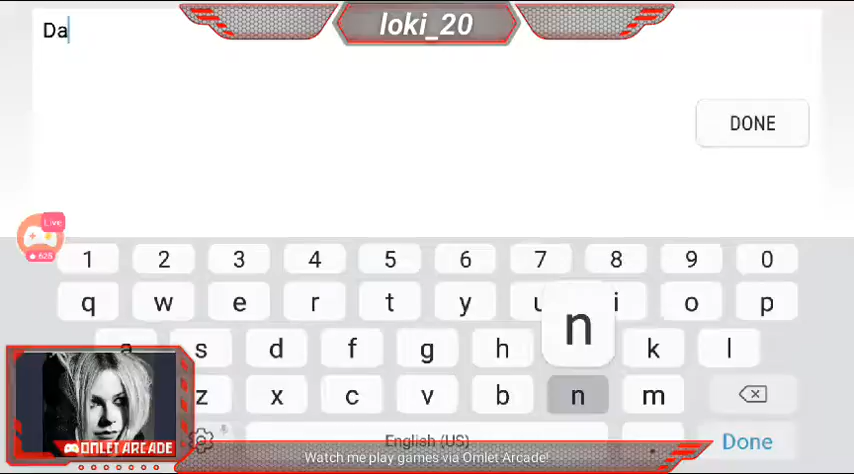 loki_20
Da
DONE
Live
625
1 2 3 4 5 6 7 8 9 0
q w e r t y u i o p
n
a s d f g h k l
z x c v b n m
OMLET ARCADE
English (US)
Done
Watch me play games via Omlet Arcade!